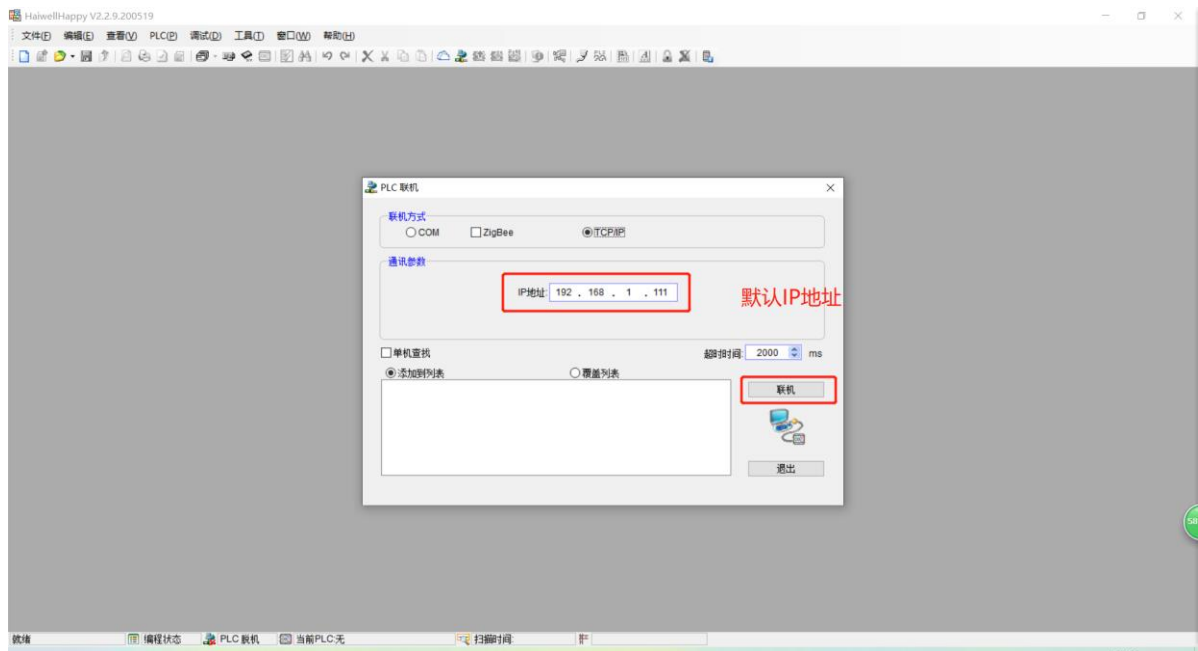 HaiwellHappy V2.2.9.200519
文件(F) 编辑(E) 查看(V) PLC(P) 调试(D) 工具(T) 窗口(W) 帮助(H)
PLC 联机
联机方式
COM ZigBee TCP/IP
通讯参数
IP地址: 192 . 168 . 1 . 111
默认IP地址
单机查找 超时时间: 2000 ms
添加到列表 覆盖列表
联机
退出
58
就绪 编程状态 PLC 脱机 当前PLC:无 扫描时间: